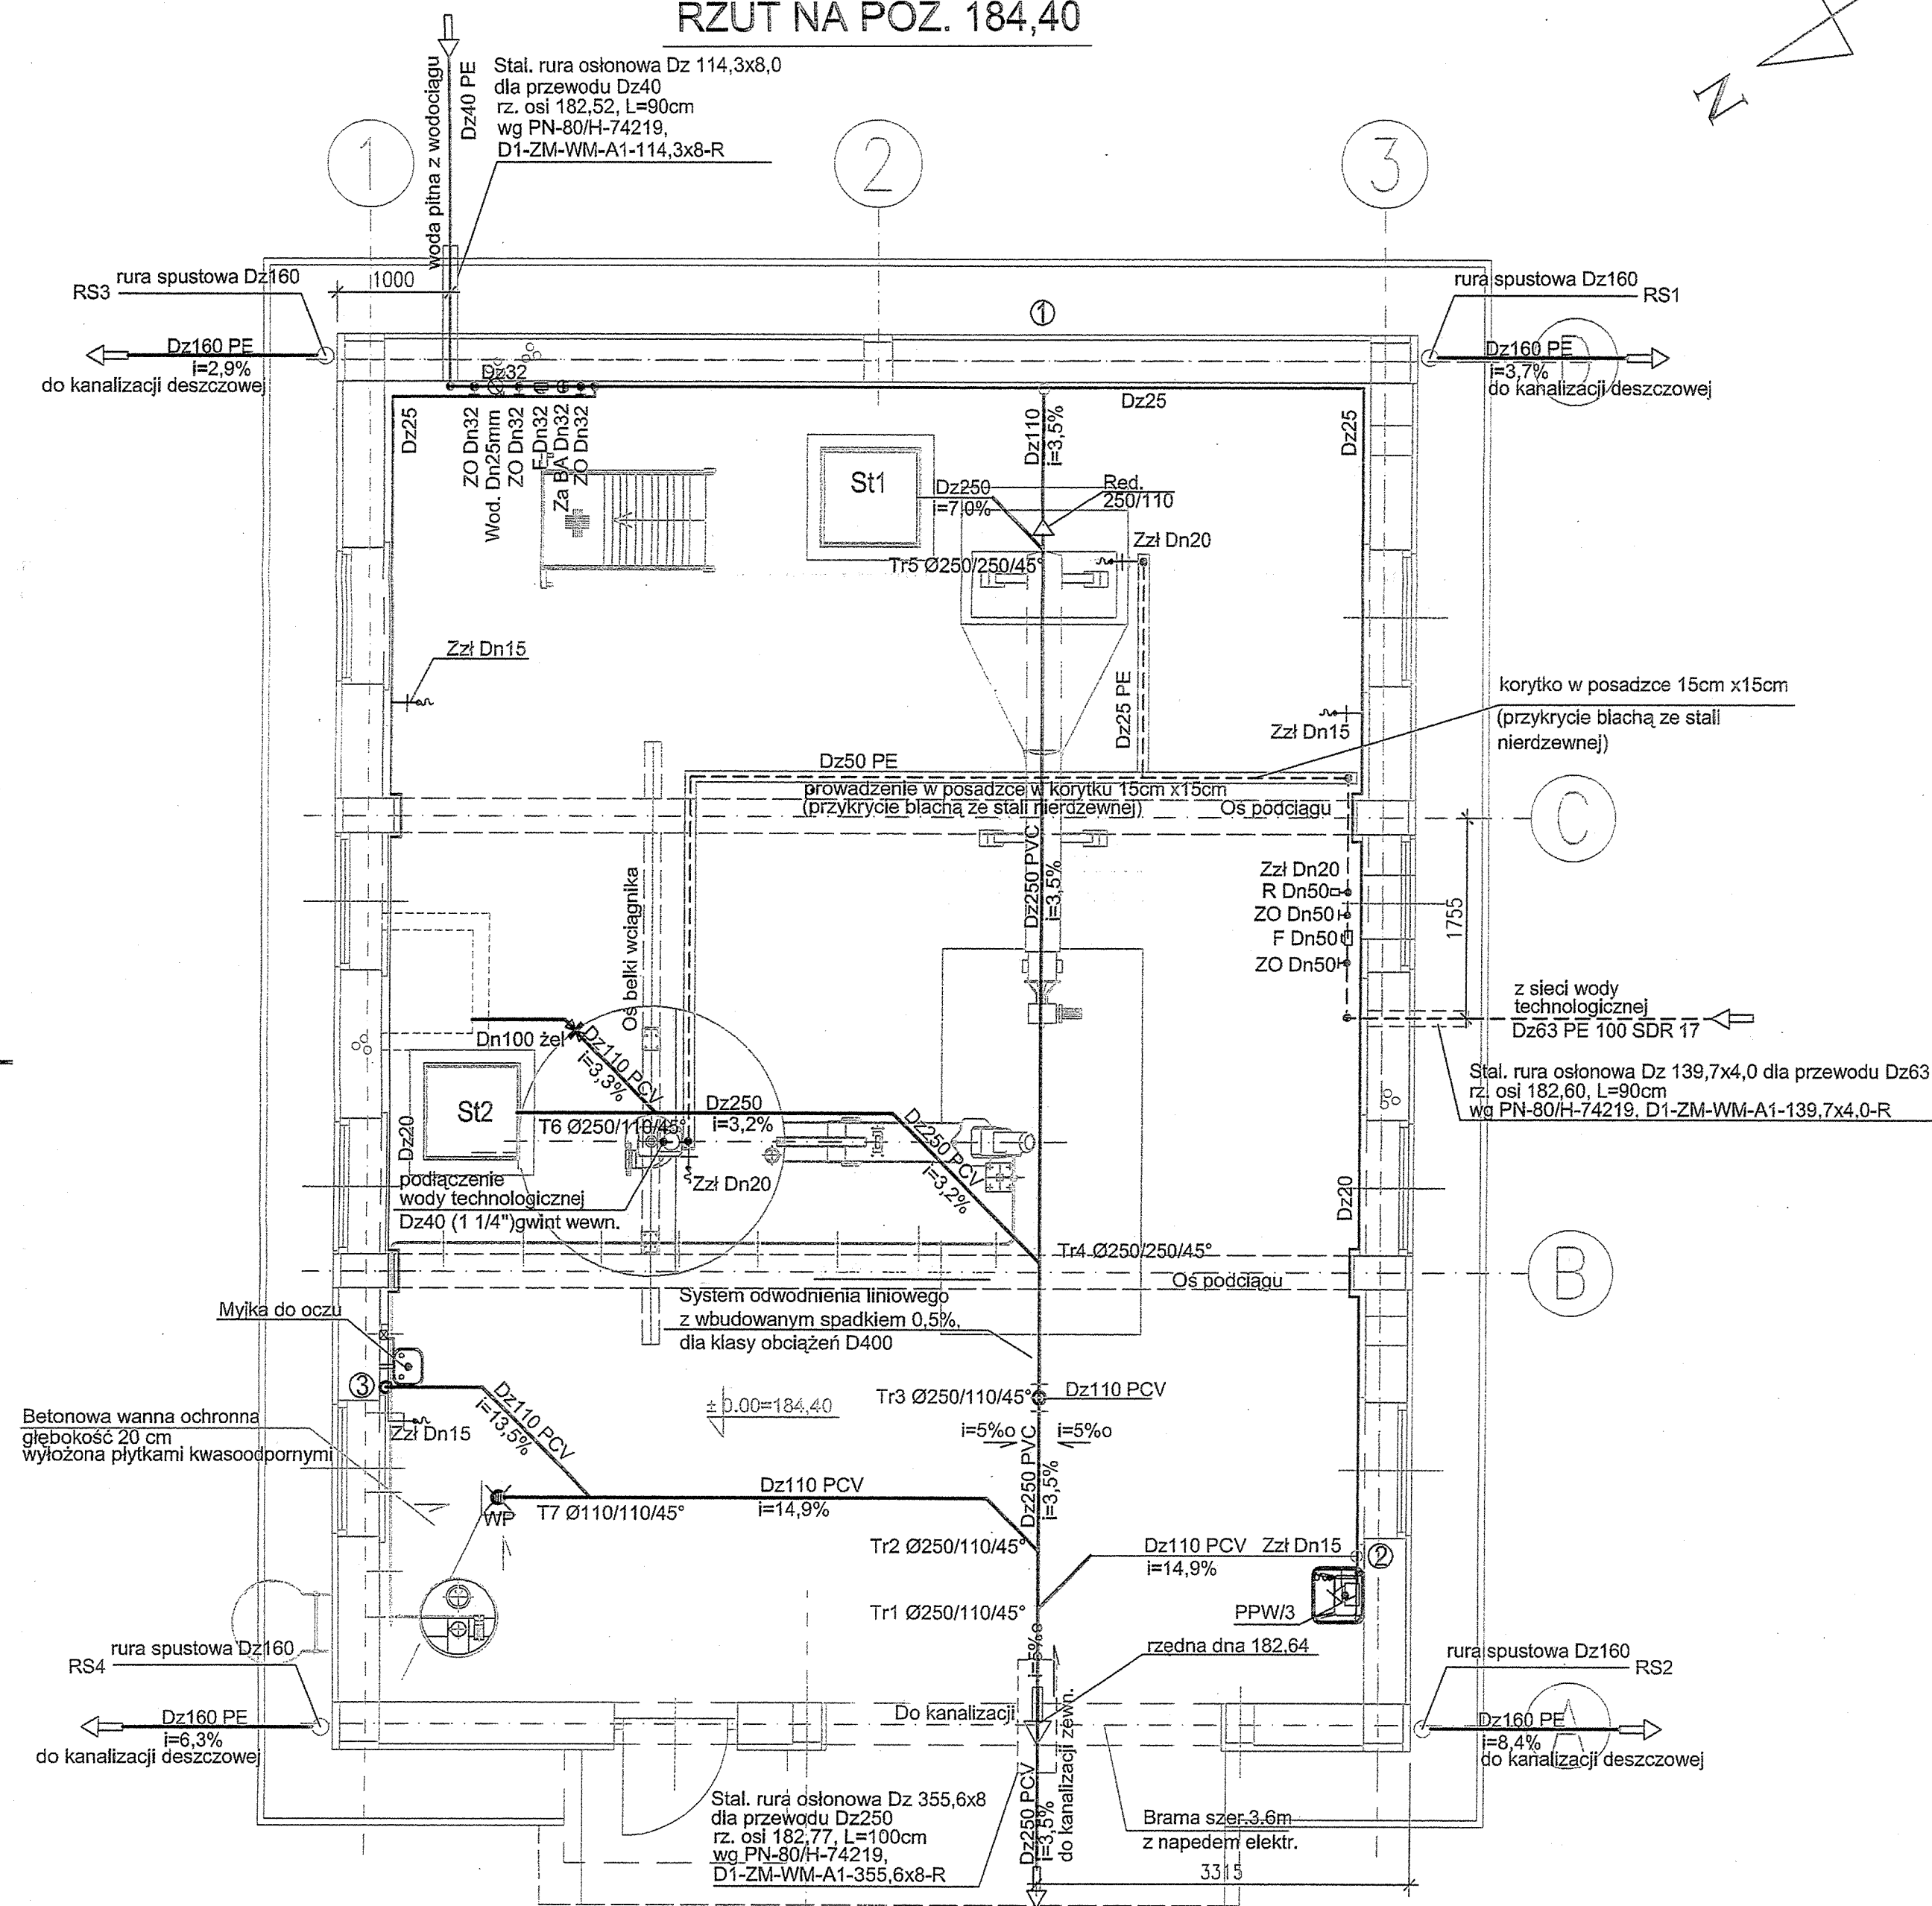 RZUT NA POZ. 184,40
N
woda pitna z wodociągu
Dz40 PE
Stal. rura osłonowa Dz 114,3x8,0
dla przewodu Dz40
rz. osi 182,52, L=90cm
wg PN-80/H-74219,
D1-ZM-WM-A1-114,3x8-R
1
2
3
rura spustowa Dz160
RS3
1000
Dz160 PE
i=2,9%
do kanalizacji deszczowej
1
rura spustowa Dz160
RS1
Dz160 PE
i=3,7%
do kanalizacji deszczowej
D
Dz32
Dz25
ZO Dn32
Wod. Dn25mm
ZO Dn32
F Dn32
Za BA Dn32
ZO Dn32
Dz110
i=3,5%
Dz25
Dz25
St1
Dz250
i=7,0%
Red.
250/110
Tr5 Ø250/250/45°
Zzł Dn20
Zzł Dn15
Dz25 PE
Zzł Dn15
korytko w posadzce 15cm x15cm
(przykrycie blachą ze stali
nierdzewnej)
Dz50 PE
prowadzenie w posadzce w korytku 15cm x15cm
(przykrycie blachą ze stali nierdzewnej)
Oś podciągu
C
Oś belki wciągnika
Dz250 PVC
i=3,5%
Zzł Dn20
R Dn50
ZO Dn50
F Dn50
ZO Dn50
1755
z sieci wody
technologicznej
Dz63 PE 100 SDR 17
Stal. rura osłonowa Dz 139,7x4,0 dla przewodu Dz63
rz. osi 182,60, L=90cm
wg PN-80/H-74219, D1-ZM-WM-A1-139,7x4,0-R
Dn100 żel
Dz110 PCV
i=3,3%
St2
Dz20
T6 Ø250/110/45°
Dz250
i=3,2%
Dz250 PCV
i=3,2%
Zzł Dn20
podłączenie
wody technologicznej
Dz40 (1 1/4")gwint wewn.
Dz20
Tr4 Ø250/250/45°
Oś podciągu
B
Myjka do oczu
System odwodnienia liniowego
z wbudowanym spadkiem 0,5%,
dla klasy obciążeń D400
3
Dz110 PCV
i=13,5%
± 0.00=184,40
Tr3 Ø250/110/45°
Dz110 PCV
i=5%o
i=5%o
Betonowa wanna ochronna
głębokość 20 cm
wyłożona płytkami kwasoodpornymi
Zzł Dn15
Dz250 PVC
i=3,5%
WP
T7 Ø110/110/45°
Dz110 PCV
i=14,9%
Tr2 Ø250/110/45°
Dz110 PCV
i=14,9%
Zzł Dn15
2
Tr1 Ø250/110/45°
PPW/3
i=5%o
rzędna dna 182,64
rura spustowa Dz160
RS4
Dz160 PE
i=6,3%
do kanalizacji deszczowej
Do kanalizacji
rura spustowa Dz160
RS2
Dz160 PE
i=8,4%
do kanalizacji deszczowej
A
Stal. rura osłonowa Dz 355,6x8
dla przewodu Dz250
rz. osi 182,77, L=100cm
wg PN-80/H-74219,
D1-ZM-WM-A1-355,6x8-R
Dz250 PCV
i=3,5%
do kanalizacji zewn.
Brama szer.3.6m
z napedem elektr.
3315